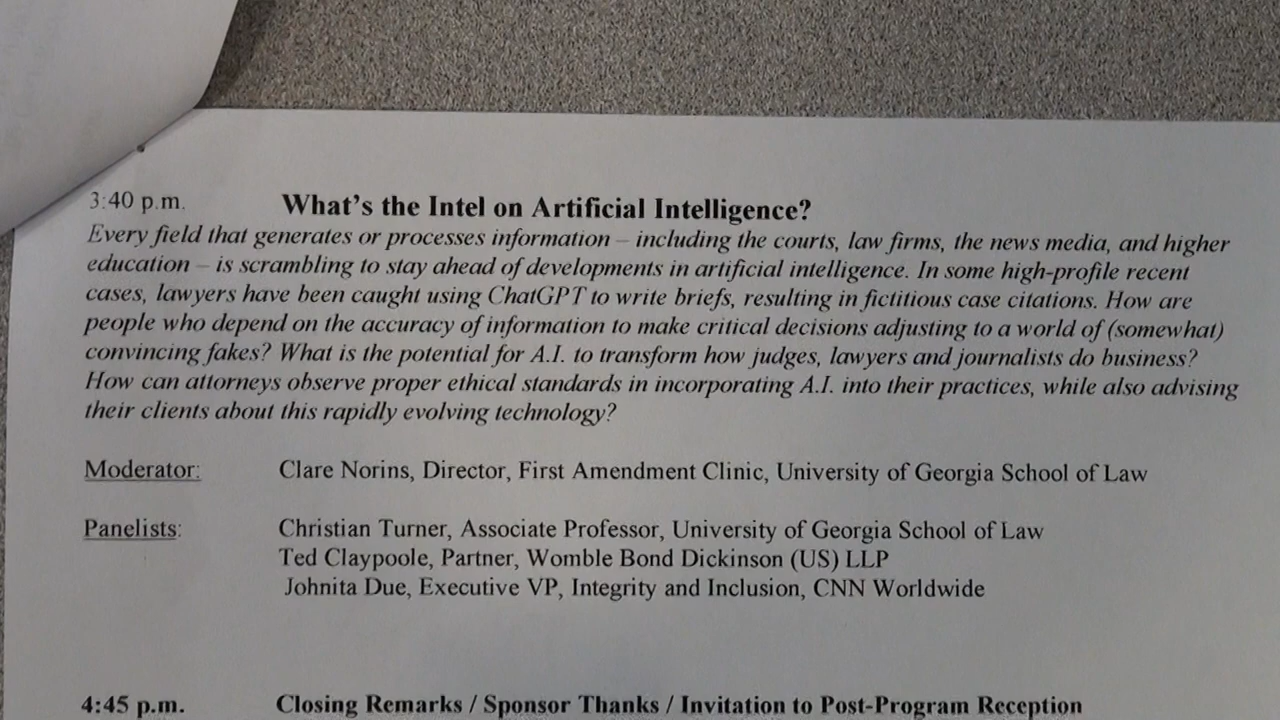 3:40 p.m. What's the Intel on Artificial Intelligence?
Every field that generates or processes information – including the courts, law firms, the news media, and higher
education – is scrambling to stay ahead of developments in artificial intelligence. In some high-profile recent
cases, lawyers have been caught using ChatGPT to write briefs, resulting in fictitious case citations. How are
people who depend on the accuracy of information to make critical decisions adjusting to a world of (somewhat)
convincing fakes? What is the potential for A.I. to transform how judges, lawyers and journalists do business?
How can attorneys observe proper ethical standards in incorporating A.I. into their practices, while also advising
their clients about this rapidly evolving technology?
Moderator: Clare Norins, Director, First Amendment Clinic, University of Georgia School of Law
Panelists: Christian Turner, Associate Professor, University of Georgia School of Law
Ted Claypoole, Partner, Womble Bond Dickinson (US) LLP
Johnita Due, Executive VP, Integrity and Inclusion, CNN Worldwide
4:45 p.m. Closing Remarks / Sponsor Thanks / Invitation to Post-Program Reception